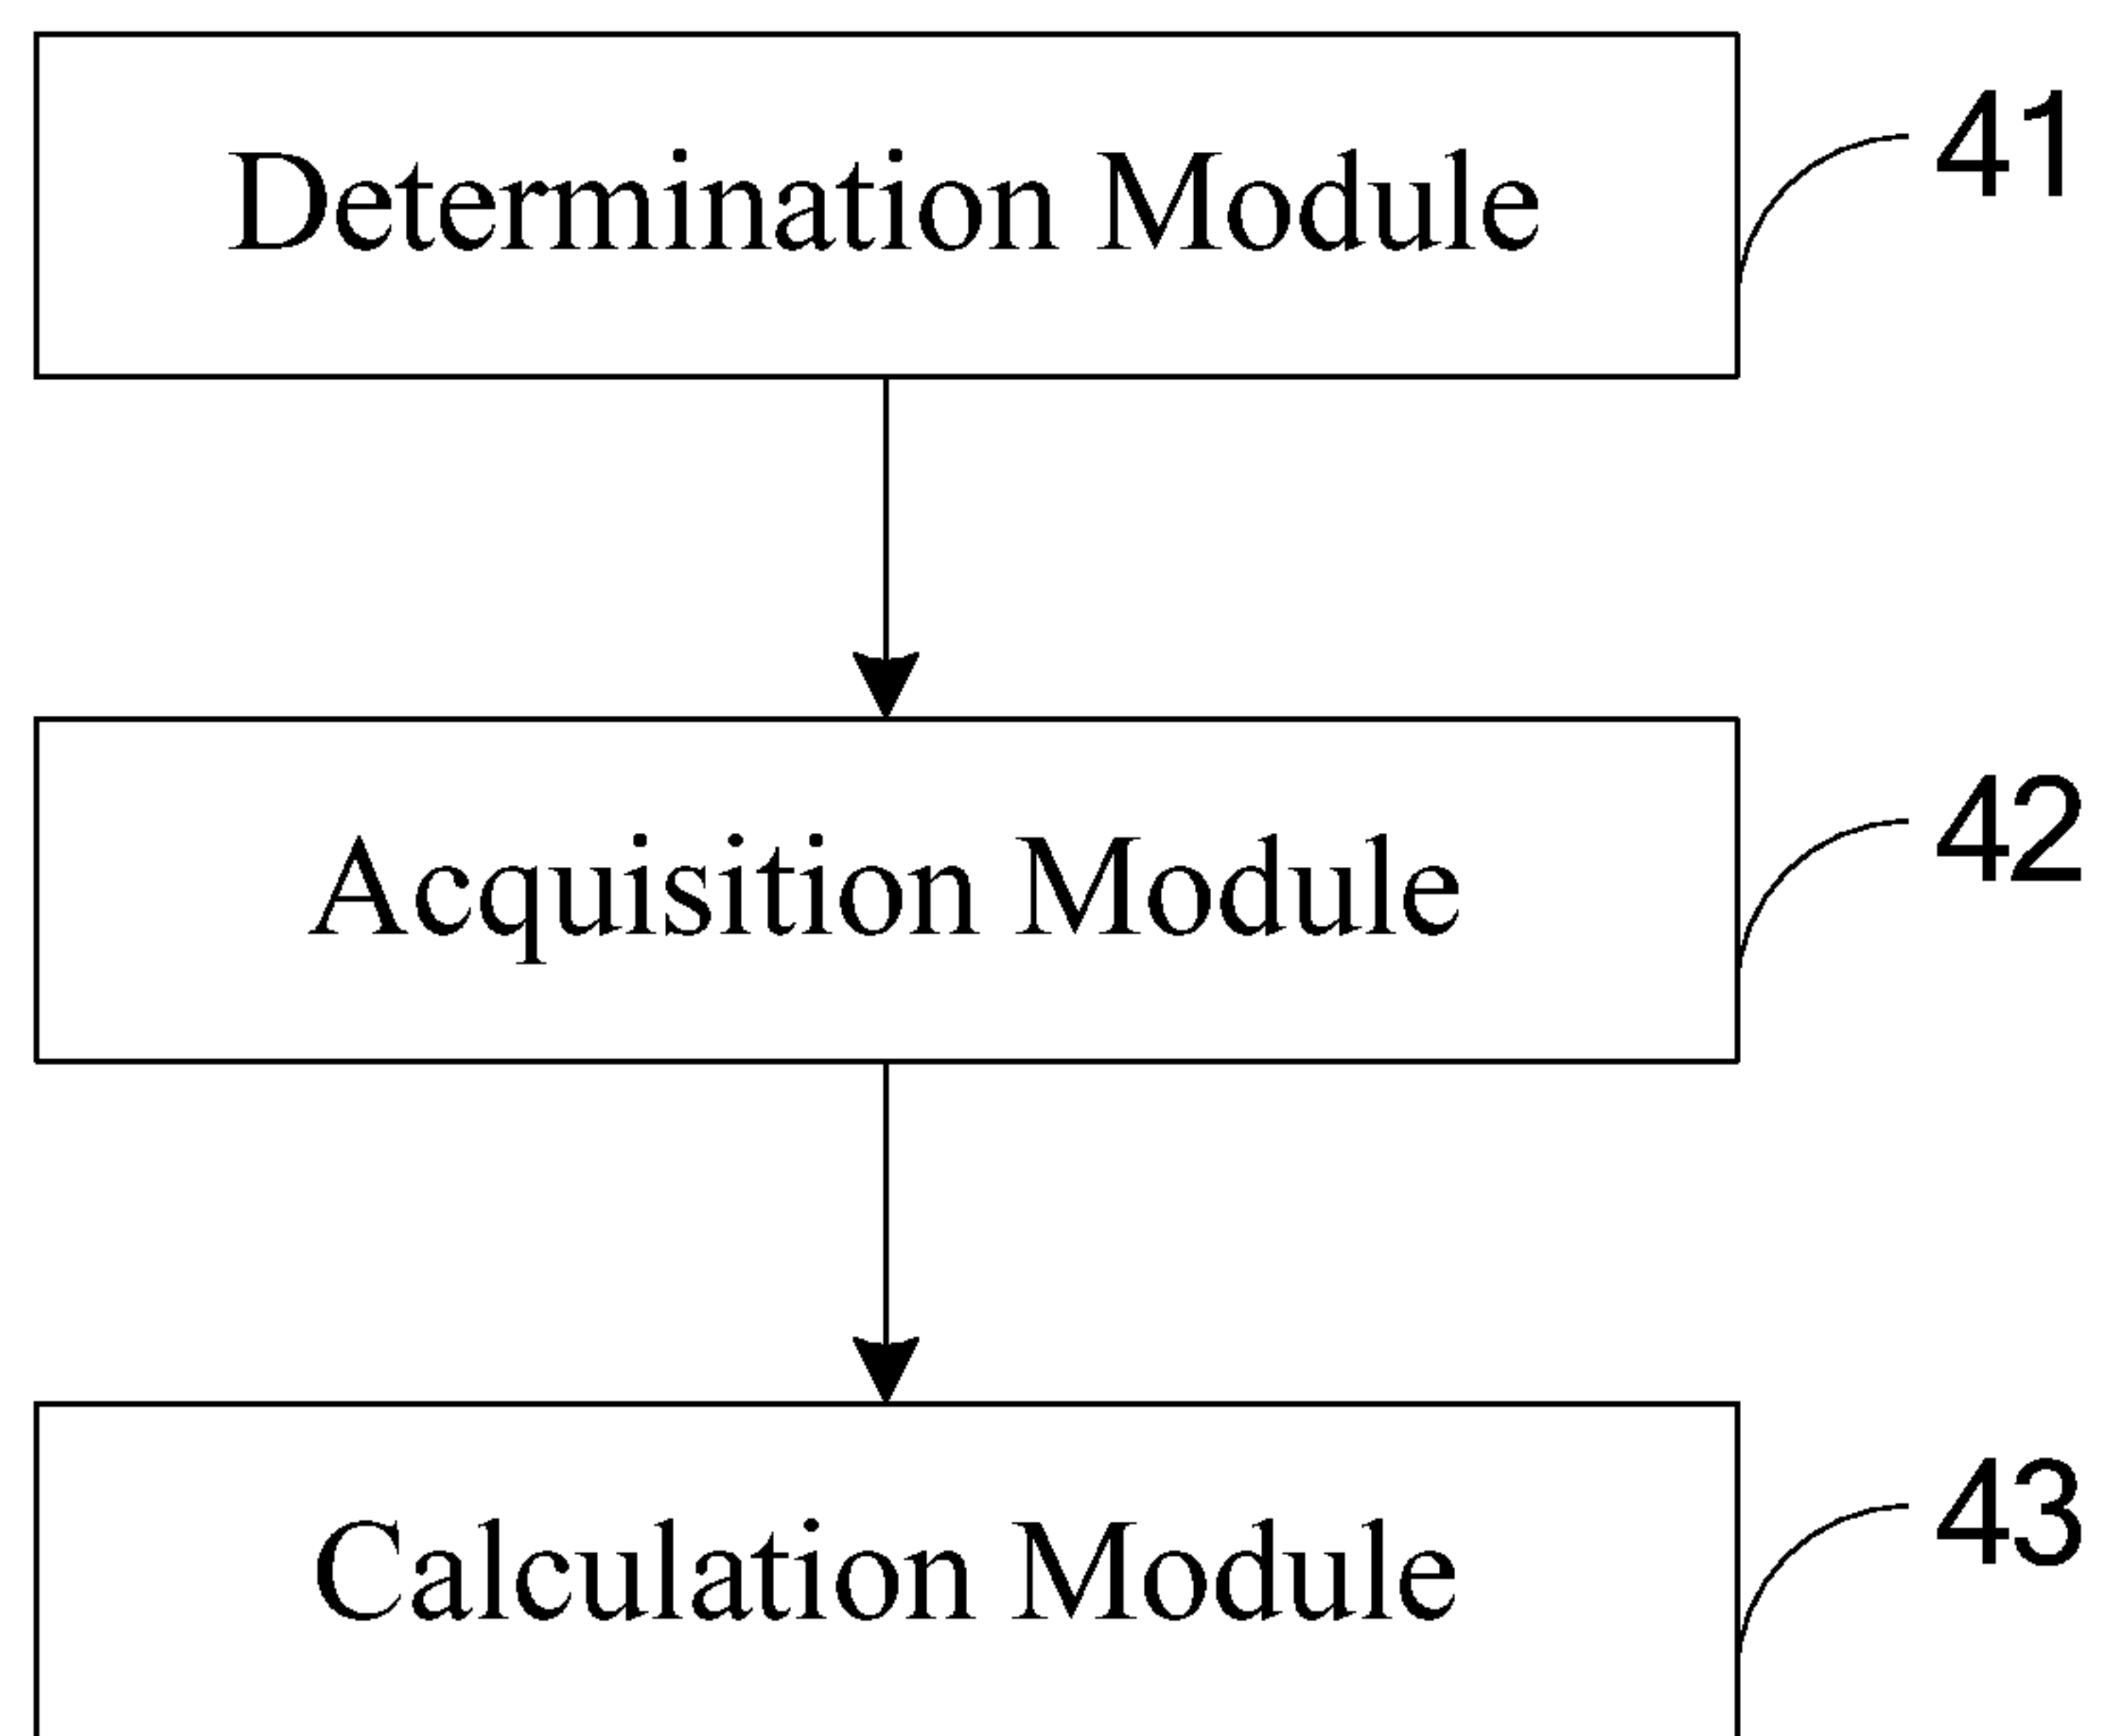 Determination Module
41
Acquisition Module
42
Calculation Module
43